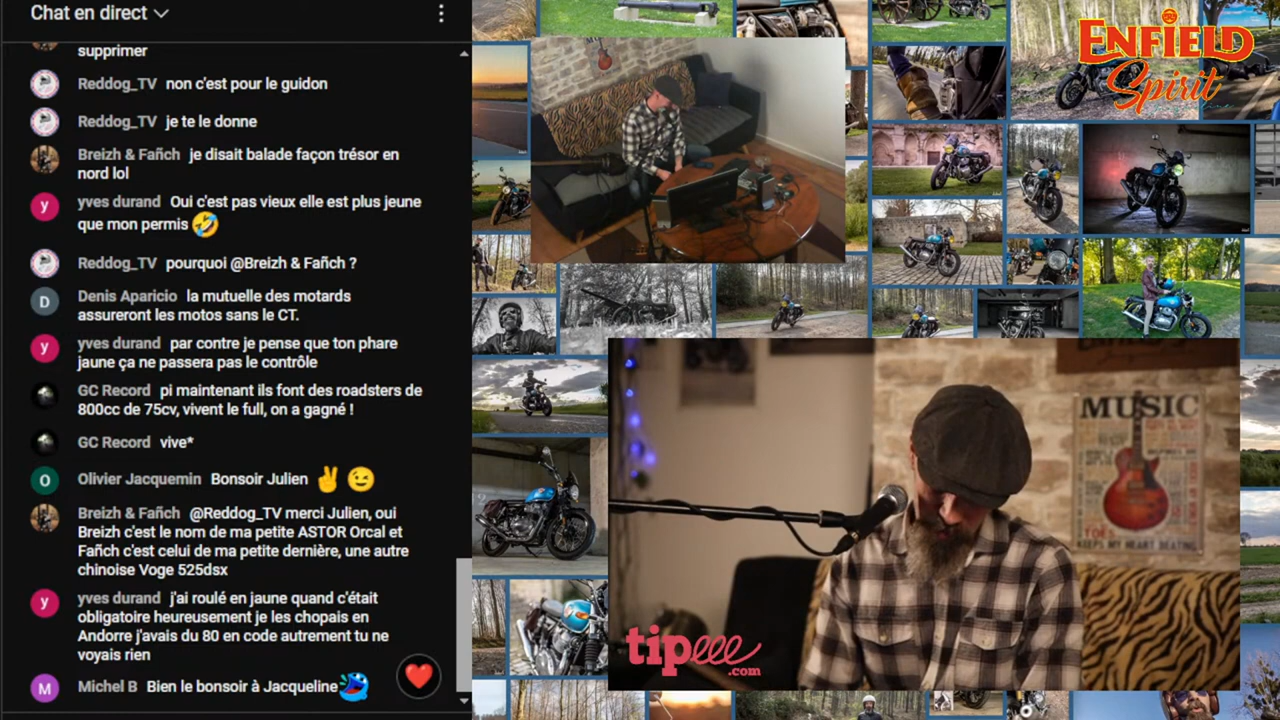 Chat en direct
supprimer
Reddog_TV non c'est pour le guidon
Reddog_TV je te le donne
Breizh & Fañch je disait balade façon trésor en
nord lol
yves durand Oui c'est pas vieux elle est plus jeune
que mon permis 🤣
Reddog_TV pourquoi @Breizh & Fañch ?
D
Denis Aparicio la mutuelle des motards
assureront les motos sans le CT.
y
yves durand par contre je pense que ton phare
jaune ça ne passera pas le contrôle
GC Record pi maintenant ils font des roadsters de
800cc de 75cv, vivent le full, on a gagné !
GC Record vive*
O
Olivier Jacquemin Bonsoir Julien ✌️ 😉
Breizh & Fañch @Reddog_TV merci Julien, oui
Breizh c'est le nom de ma petite ASTOR Orcal et
Fañch c'est celui de ma petite dernière, une autre
chinoise Voge 525dsx
y
yves durand j'ai roulé en jaune quand c'était
obligatoire heureusement je les chopais en
Andorre j'avais du 80 en code autrement tu ne
voyais rien
M
Michel B Bien le bonsoir à Jacqueline
ENFIELD
Spirit
MUSIC
KEEPS MY HEART BEATING
tipeee
.com